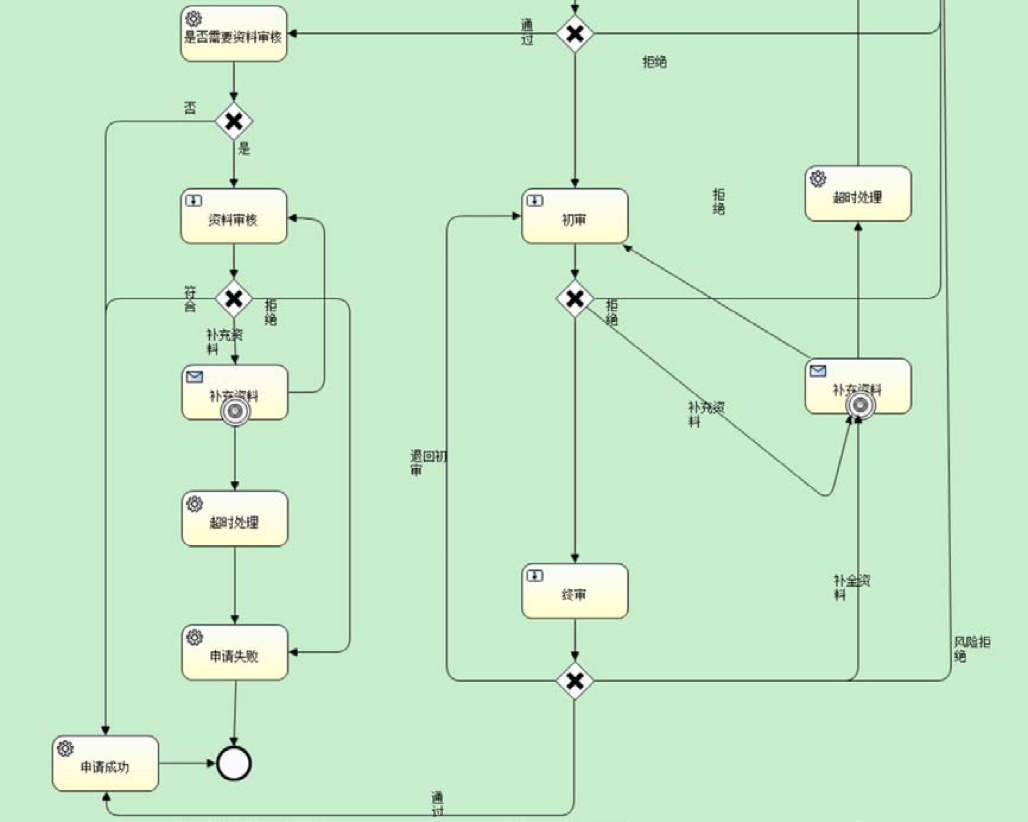 是否需要资料审核
通
过
拒绝
否
是
资料审核
初审
拒
绝
超时处理
符
合
拒
绝
拒
绝
补充资
料
补充资料
补充资料
补充资
料
退回初
审
超时处理
终审
补全资
料
申请失败
风险拒
绝
申请成功
通
过